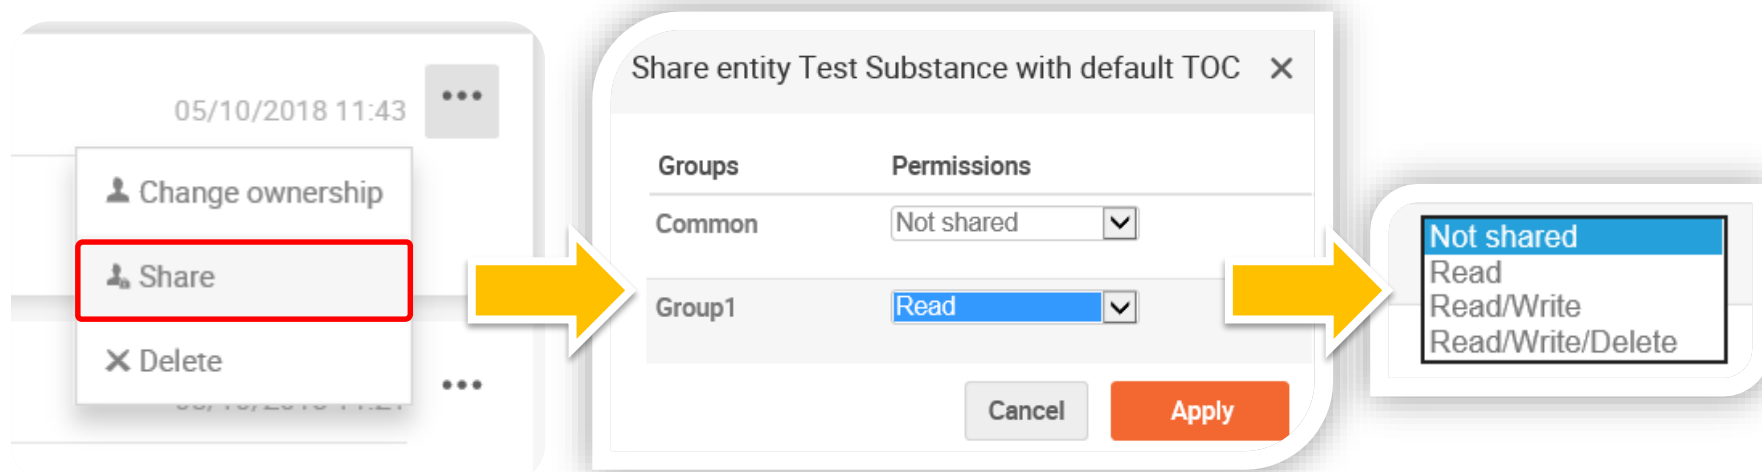 05/10/2018 11:43
Change ownership
Share
Delete
Share entity Test Substance with default TOC
Groups Permissions
Common Not shared
Group1 Read
Cancel Apply
Not shared
Read
Read/Write
Read/Write/Delete